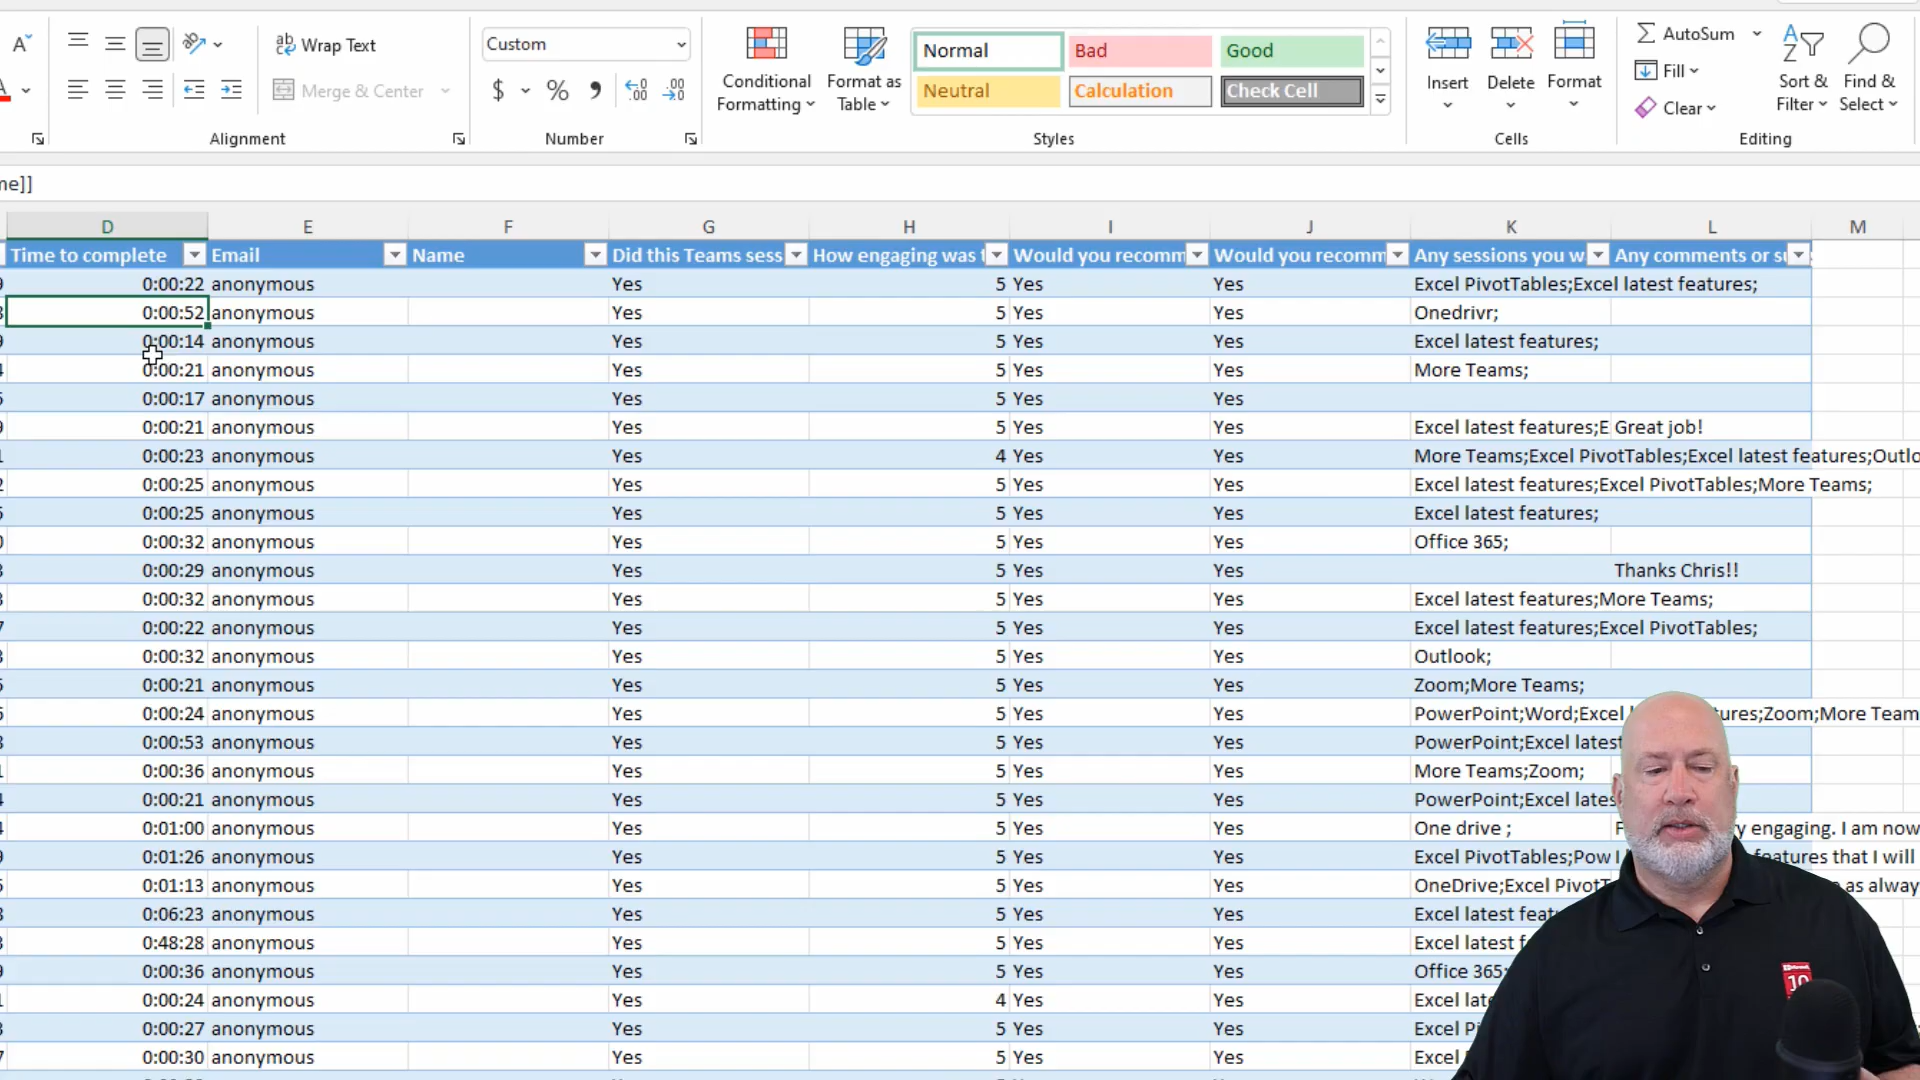 Wrap Text
Custom
Conditional Formatting
Format as Table
Normal
Bad
Good
Insert
Delete
Format
AutoSum
Sort & Filter
Find & Select
Merge & Center
$ % ,
Neutral
Calculation
Check Cell
Fill
Clear
Alignment
Number
Styles
Cells
Editing
me]]
D E F G H I J K L M
Time to complete Email Name Did this Teams sess How engaging was t Would you recomm Would you recomm Any sessions you w Any comments or su
0:00:22 anonymous Yes 5 Yes Yes Excel PivotTables;Excel latest features;
0:00:52 anonymous Yes 5 Yes Yes Onedrivr;
0:00:14 anonymous Yes 5 Yes Yes Excel latest features;
0:00:21 anonymous Yes 5 Yes Yes More Teams;
0:00:17 anonymous Yes 5 Yes Yes
0:00:21 anonymous Yes 5 Yes Yes Excel latest features;E Great job!
0:00:23 anonymous Yes 4 Yes Yes More Teams;Excel PivotTables;Excel latest features;Outlo
0:00:25 anonymous Yes 5 Yes Yes Excel latest features;Excel PivotTables;More Teams;
0:00:25 anonymous Yes 5 Yes Yes Excel latest features;
0:00:32 anonymous Yes 5 Yes Yes Office 365;
0:00:29 anonymous Yes 5 Yes Yes Thanks Chris!!
0:00:32 anonymous Yes 5 Yes Yes Excel latest features;More Teams;
0:00:22 anonymous Yes 5 Yes Yes Excel latest features;Excel PivotTables;
0:00:32 anonymous Yes 5 Yes Yes Outlook;
0:00:21 anonymous Yes 5 Yes Yes Zoom;More Teams;
0:00:24 anonymous Yes 5 Yes Yes PowerPoint;Word;Excel tures;Zoom;More Team
0:00:53 anonymous Yes 5 Yes Yes PowerPoint;Excel latest
0:00:36 anonymous Yes 5 Yes Yes More Teams;Zoom;
0:00:21 anonymous Yes 5 Yes Yes PowerPoint;Excel lates
0:01:00 anonymous Yes 5 Yes Yes One drive ; y engaging. I am now
0:01:26 anonymous Yes 5 Yes Yes Excel PivotTables;Pow I features that I will
0:01:13 anonymous Yes 5 Yes Yes OneDrive;Excel PivotT as alway
0:06:23 anonymous Yes 5 Yes Yes Excel latest feat
0:48:28 anonymous Yes 5 Yes Yes Excel latest f
0:00:36 anonymous Yes 5 Yes Yes Office 365;
0:00:24 anonymous Yes 4 Yes Yes Excel late
0:00:27 anonymous Yes 5 Yes Yes Excel Pi
0:00:30 anonymous Yes 5 Yes Yes Excel